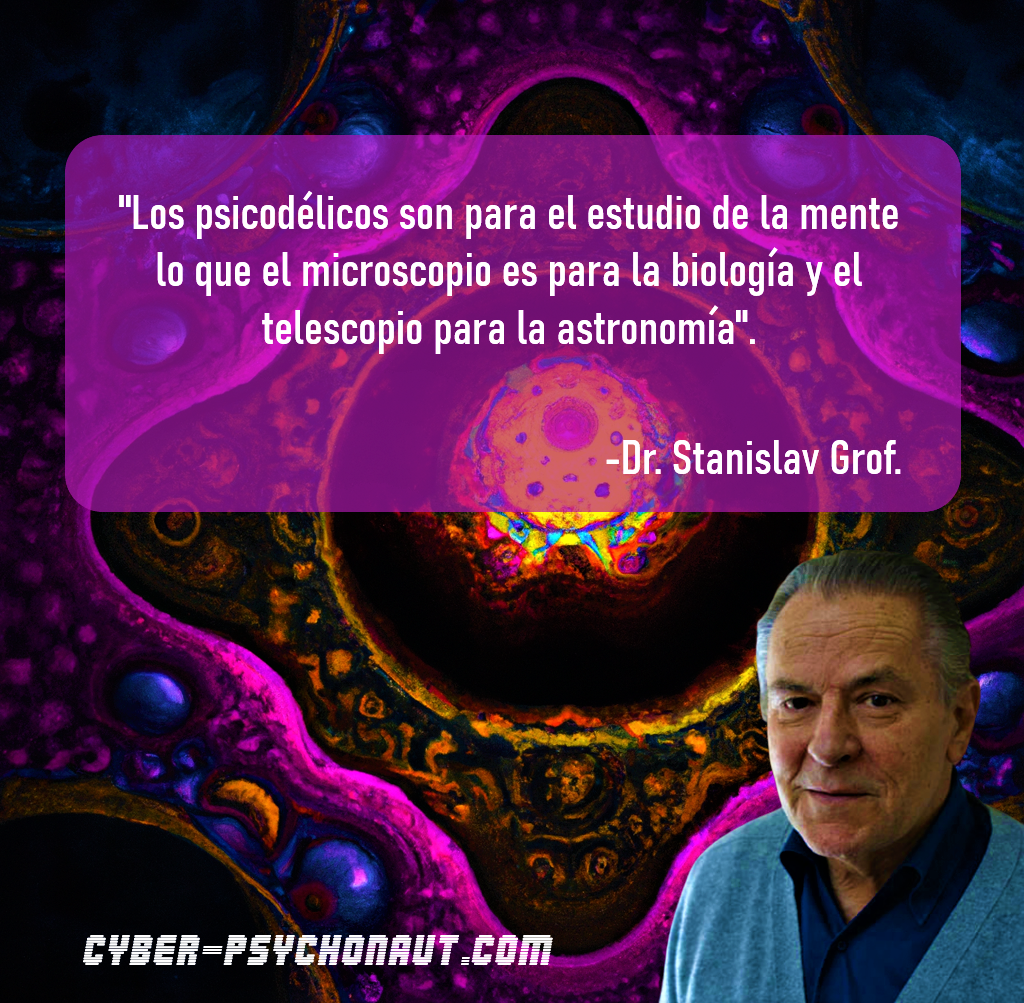 "Los psicodélicos son para el estudio de la mente
lo que el microscopio es para la biología y el
telescopio para la astronomía".
-Dr. Stanislav Grof.
CYBER-PSYCHONAUT.COM